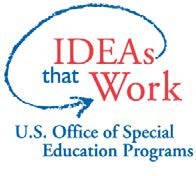 IDEAs
that Work
U.S. Office of Special
Education Programs